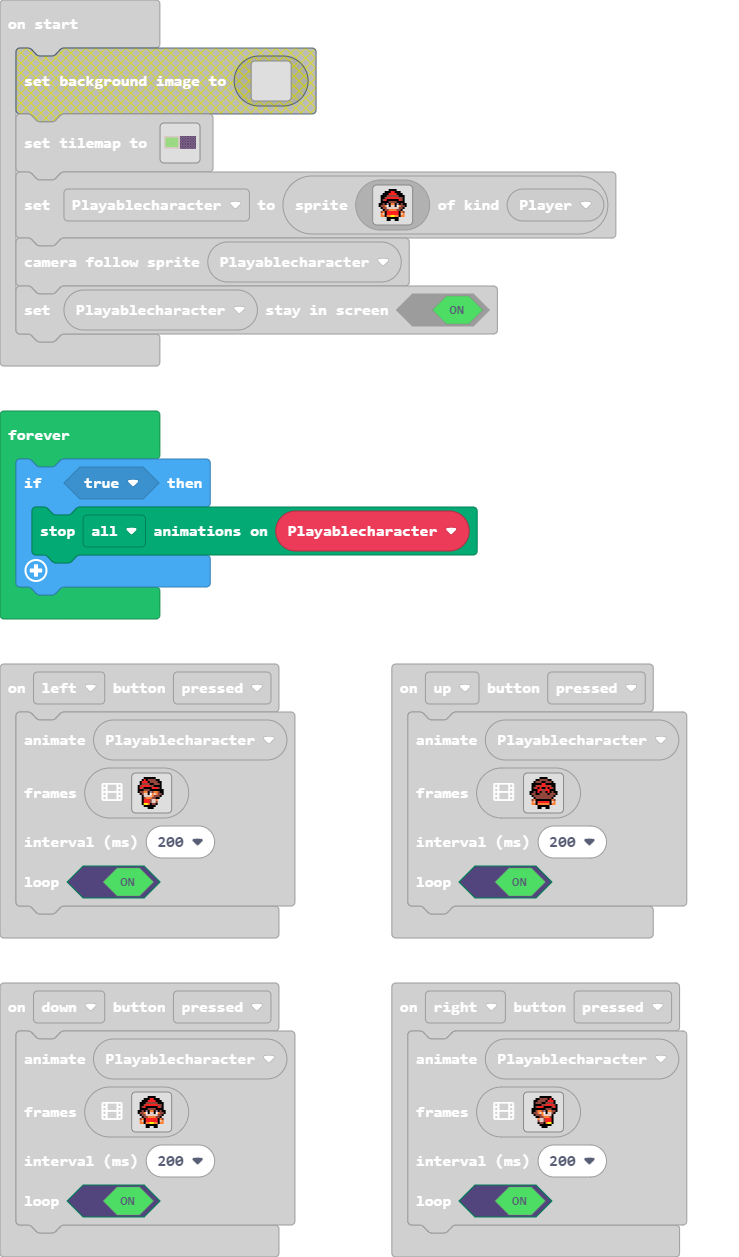 on start
set background image to
set tilemap to
set Playablecharacter to sprite of kind Player
camera follow sprite Playablecharacter
set Playablecharacter stay in screen ON
forever
if true then
stop all animations on Playablecharacter
on left button pressed
animate Playablecharacter
frames
interval (ms) 200
loop ON
on up button pressed
animate Playablecharacter
frames
interval (ms) 200
loop ON
on down button pressed
animate Playablecharacter
frames
interval (ms) 200
loop ON
on right button pressed
animate Playablecharacter
frames
interval (ms) 200
loop ON